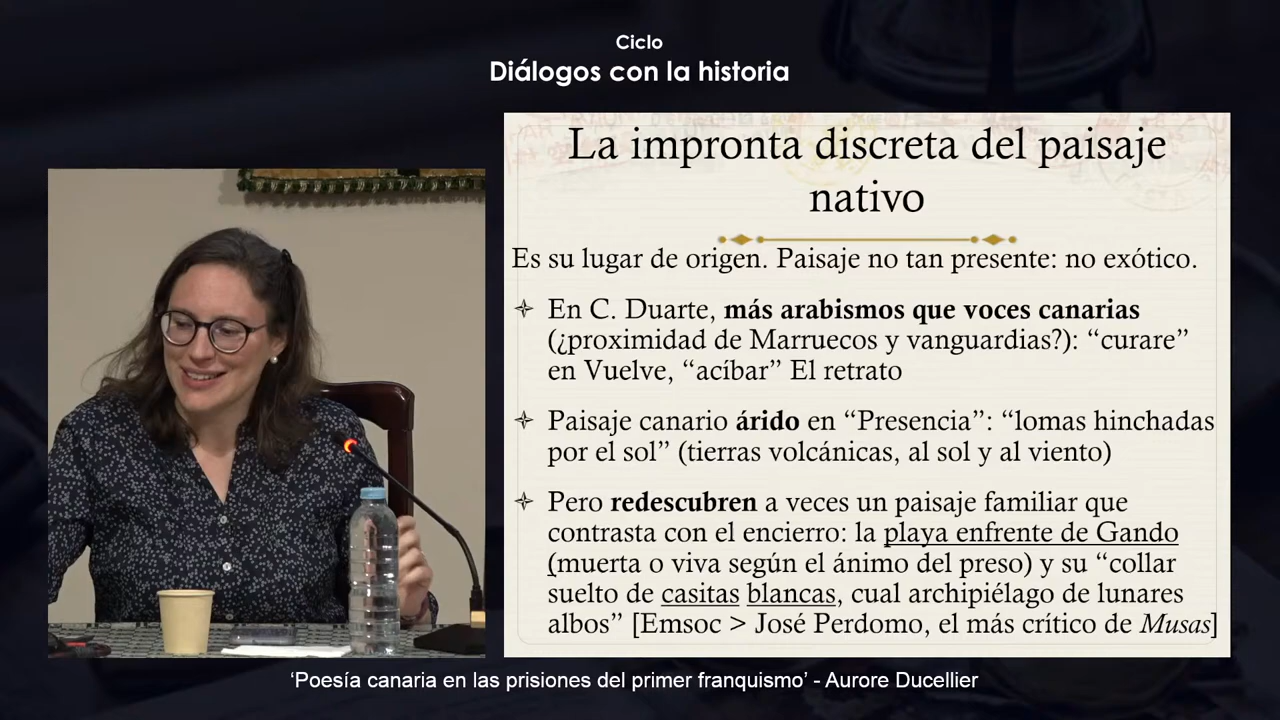 Ciclo
Diálogos con la historia
La impronta discreta del paisaje
nativo
Es su lugar de origen. Paisaje no tan presente: no exótico.
En C. Duarte, más arabismos que voces canarias
(¿proximidad de Marruecos y vanguardias?): “curare”
en Vuelve, “acíbar” El retrato
Paisaje canario árido en “Presencia”: “lomas hinchadas
por el sol” (tierras volcánicas, al sol y al viento)
Pero redescubren a veces un paisaje familiar que
contrasta con el encierro: la playa enfrente de Gando
(muerta o viva según el ánimo del preso) y su “collar
suelto de casitas blancas, cual archipiélago de lunares
albos” [Emsoc > José Perdomo, el más crítico de Musas]
‘Poesía canaria en las prisiones del primer franquismo’ - Aurore Ducellier